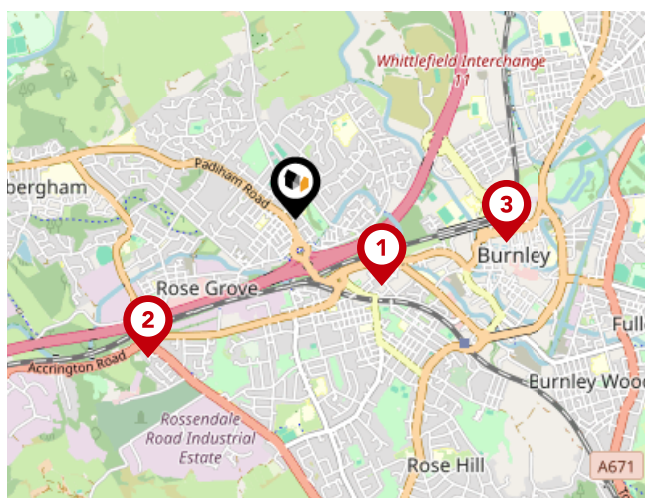 Whittlefield Interchange
11
Padiham Road
bergham
3
1
Burnley
Rose Grove
2
Accrington Road
Fulle
Burnley Wood
Rossendale
Road Industrial
Estate
Rose Hill
A671